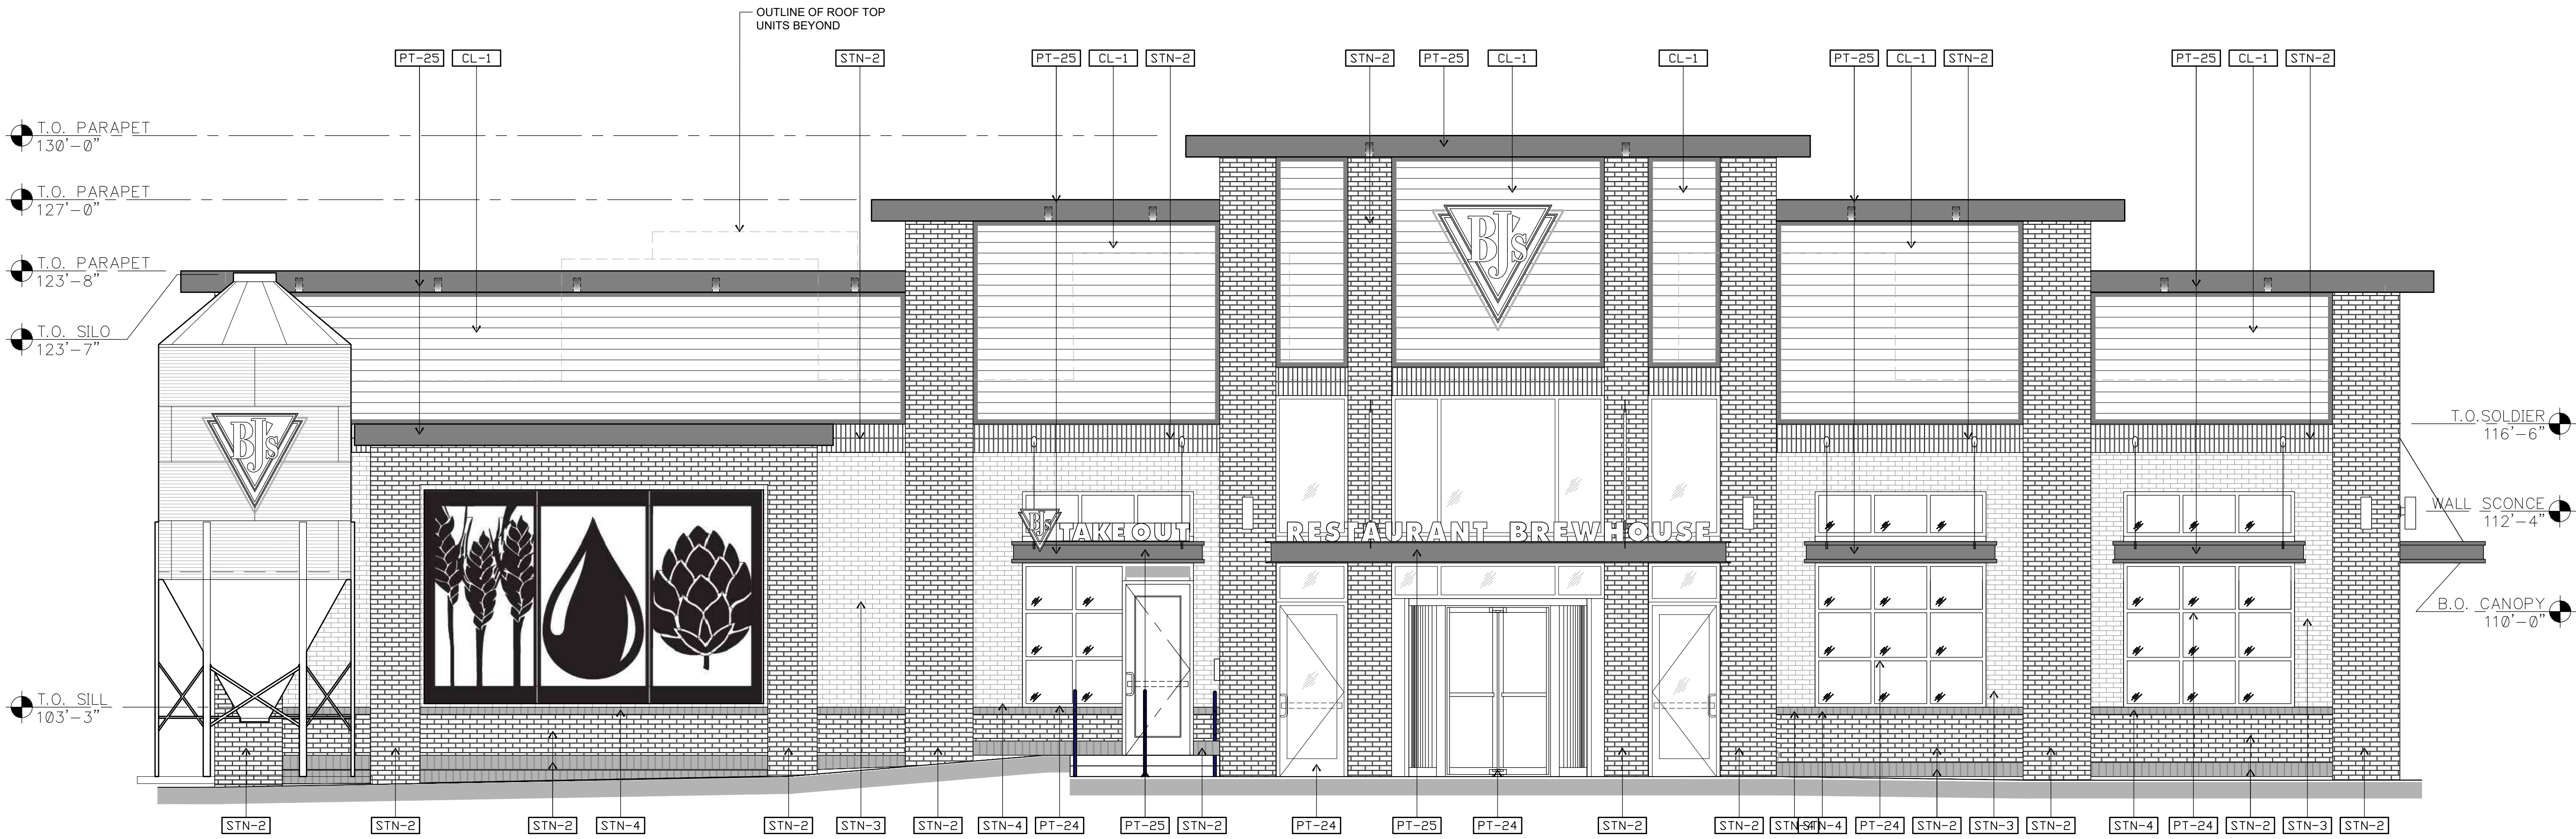 OUTLINE OF ROOF TOP
UNITS BEYOND
PT-25 CL-1 STN-2 PT-25 CL-1 STN-2 STN-2 PT-25 CL-1 CL-1 PT-25 CL-1 STN-2 PT-25 CL-1 STN-2
T.O. PARAPET
130'-0"
T.O. PARAPET
127'-0"
T.O. PARAPET
123'-8"
T.O. SILO
123'-7"
BJ's
BJ's
T.O.SOLDIER
116'-6"
WALL SCONCE
112'-4"
BJ's TAKE OUT
RESTAURANT BREWHOUSE
B.O. CANOPY
110'-0"
T.O. SILL
103'-3"
STN-2 STN-2 STN-2 STN-4 STN-2 STN-3 STN-2 STN-4 PT-24 PT-25 STN-2 PT-24 PT-25 PT-24 STN-2 STN-2 STN-4 STN-4 PT-24 STN-2 STN-3 STN-2 STN-4 PT-24 STN-2 STN-3 STN-2